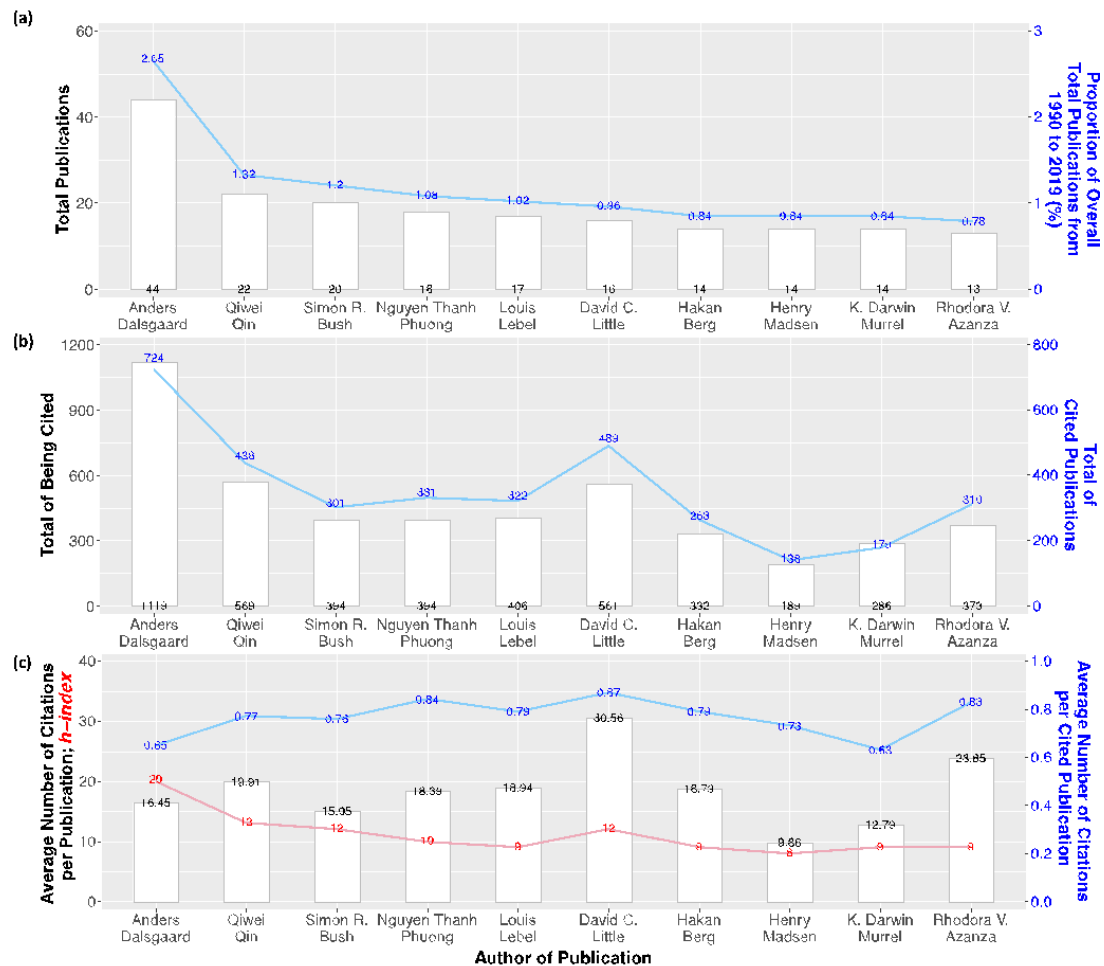 (a)
60
40
20
0
Total Publications
2.65
1.32
1.2
1.08
1.02
0.96
0.84
0.84
0.84
0.78
44
22
20
18
17
16
14
14
14
13
3
2
1
0
Proportion of Overall
Total Publications from
1990 to 2019 (%)
Anders
Dalsgaard
Qiwei
Qin
Simon R.
Bush
Nguyen Thanh
Phuong
Louis
Lebel
David C.
Little
Hakan
Berg
Henry
Madsen
K. Darwin
Murrel
Rhodora V.
Azanza
(b)
1200
900
600
300
0
Total of Being Cited
724
438
301
331
322
489
263
138
179
310
1119
569
394
394
406
561
332
189
286
373
800
600
400
200
0
Total of
Cited Publications
Anders
Dalsgaard
Qiwei
Qin
Simon R.
Bush
Nguyen Thanh
Phuong
Louis
Lebel
David C.
Little
Hakan
Berg
Henry
Madsen
K. Darwin
Murrel
Rhodora V.
Azanza
(c)
40
30
20
10
0
Average Number of Citations
per Publication; h-index
0.65
0.77
0.76
0.84
0.79
0.87
0.79
0.73
0.63
0.83
16.45
19.91
15.05
18.39
18.94
30.56
18.79
9.86
12.79
23.85
20
13
12
10
9
12
9
8
9
9
1.0
0.8
0.6
0.4
0.2
0.0
Average Number of Citations
per Cited Publication
Anders
Dalsgaard
Qiwei
Qin
Simon R.
Bush
Nguyen Thanh
Phuong
Louis
Lebel
David C.
Little
Hakan
Berg
Henry
Madsen
K. Darwin
Murrel
Rhodora V.
Azanza
Author of Publication